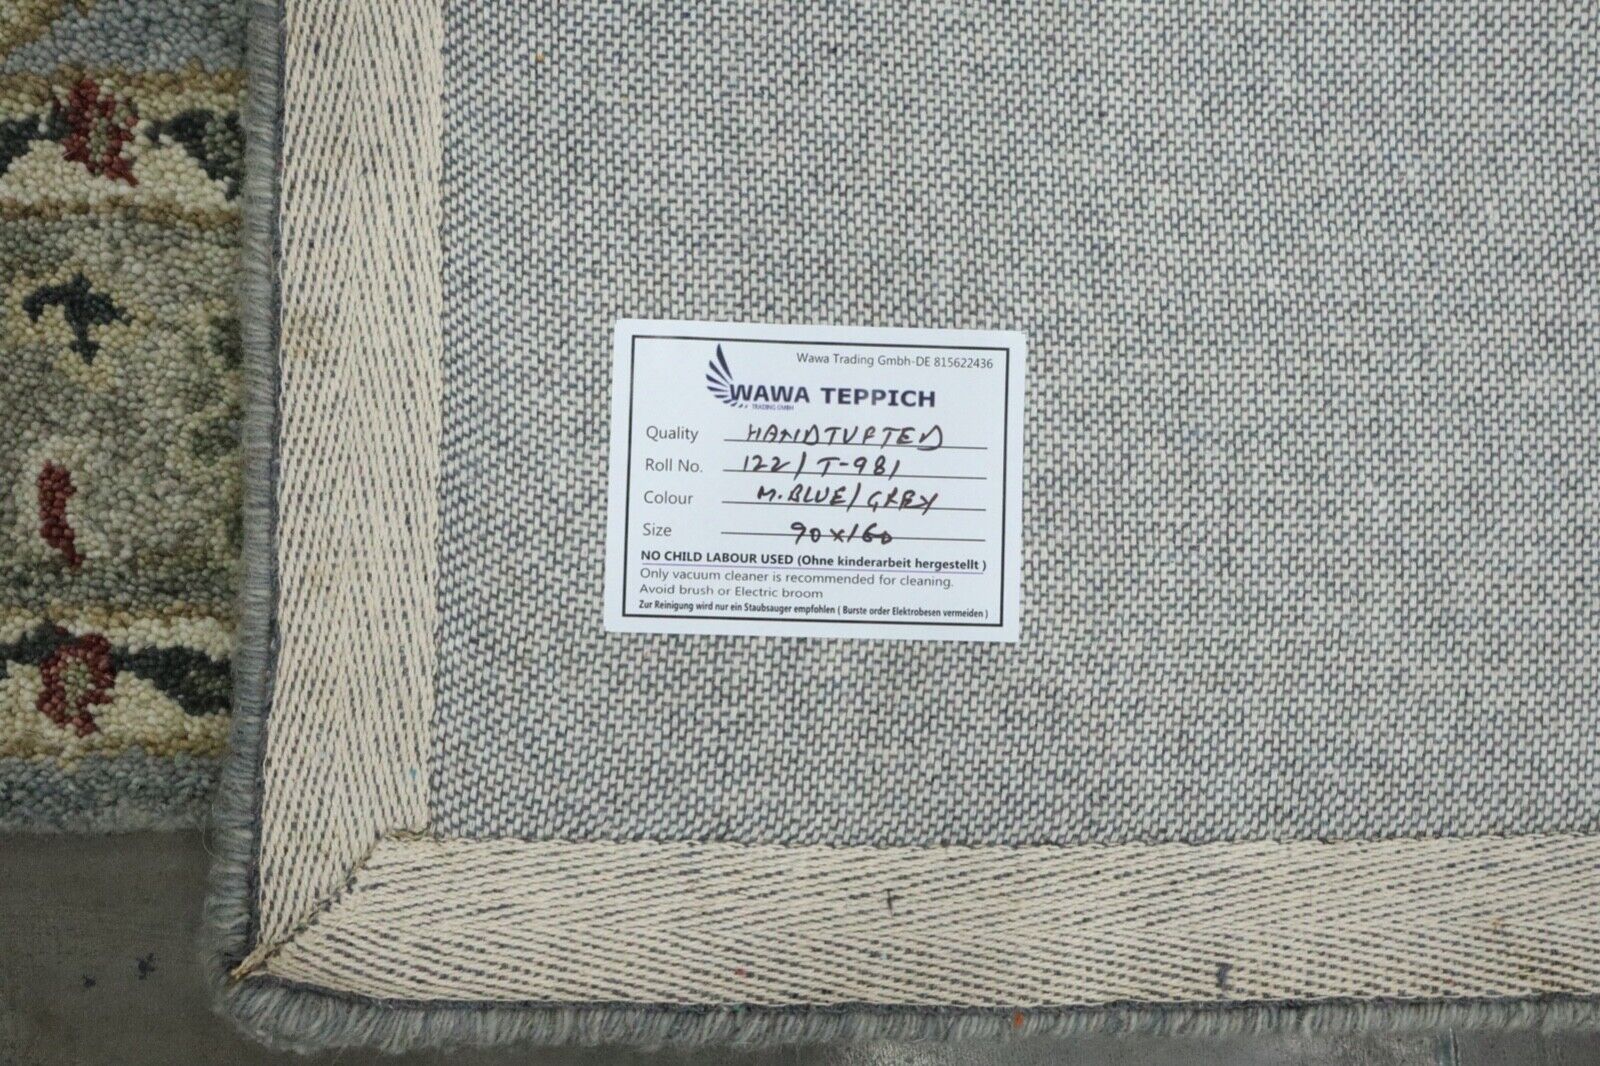 Wawa Trading Gmbh-DE 815622436
WAWA TEPPICH
TRADING GMBH
Quality HANDTUFTED
Roll No. 122/T-981
Colour M.BLUE/GREY
Size 90x160
NO CHILD LABOUR USED (Ohne kinderarbeit hergestellt )
Only vacuum cleaner is recommended for cleaning.
Avoid brush or Electric broom
Zur Reinigung wird nur ein Staubsauger empfohlen ( Burste order Elektrobesen vermeiden )